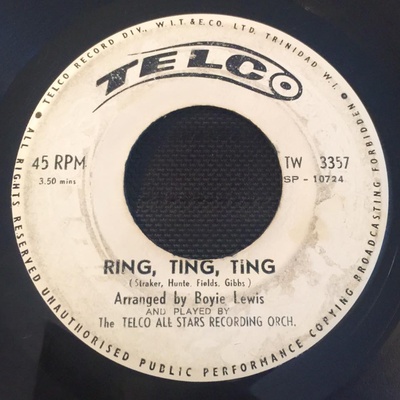 • TELCO RECORD DIV., W.I.T.& E.CO. LTD. TRINIDAD W.I. •
TELCO
45 RPM
3.50 mins
TW 3357
SP - 10724
RING, TING, TING
( Straker, Hunte, Fields, Gibbs )
Arranged by Boyie Lewis
AND PLAYED BY
The TELCO ALL STARS RECORDING ORCH.
ALL RIGHTS RESERVED UNAUTHORISED PUBLIC PERFORMANCE COPYING BROADCASTING FORBIDDEN